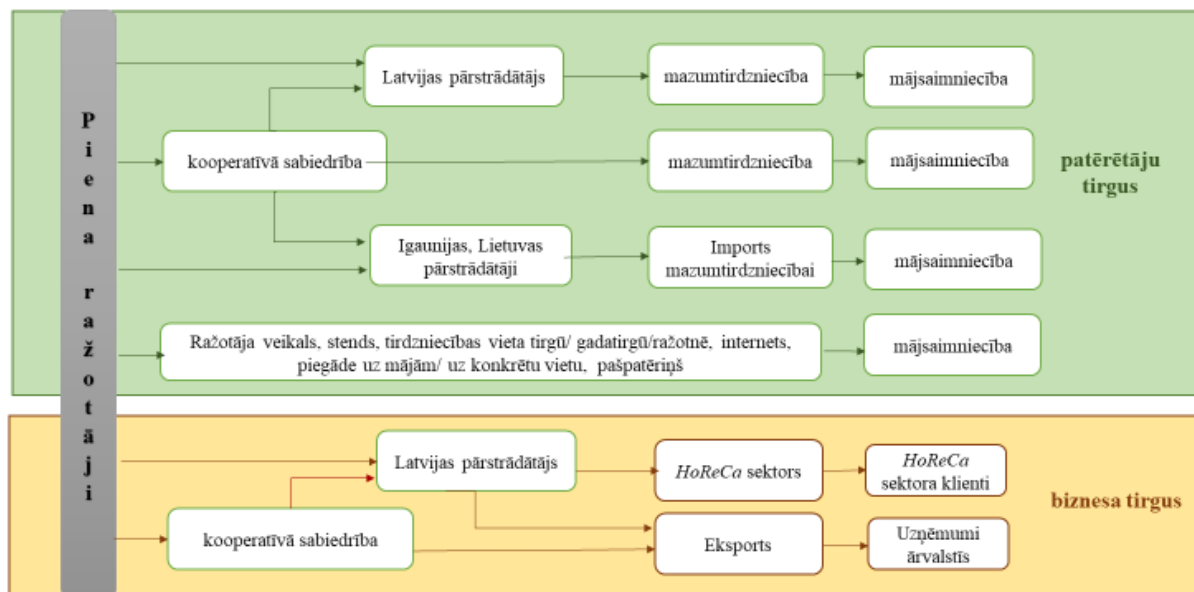 Piena ražotāji
Latvijas pārstrādātājs
mazumtirdzniecība
mājsaimniecība
kooperatīvā sabiedrība
mazumtirdzniecība
mājsaimniecība
patērētāju
tirgus
Igaunijas, Lietuvas
pārstrādātāji
Imports
mazumtirdzniecībai
mājsaimniecība
Ražotāja veikals, stends, tirdzniecības vieta tirgū/ gadatirgū/ražotnē, internets,
piegāde uz mājām/ uz konkrētu vietu, pašpatēriņš
mājsaimniecība
Latvijas pārstrādātājs
HoReCa sektors
HoReCa
sektora klienti
biznesa tirgus
kooperatīvā sabiedrība
Eksports
Uzņēmumi
ārvalstīs